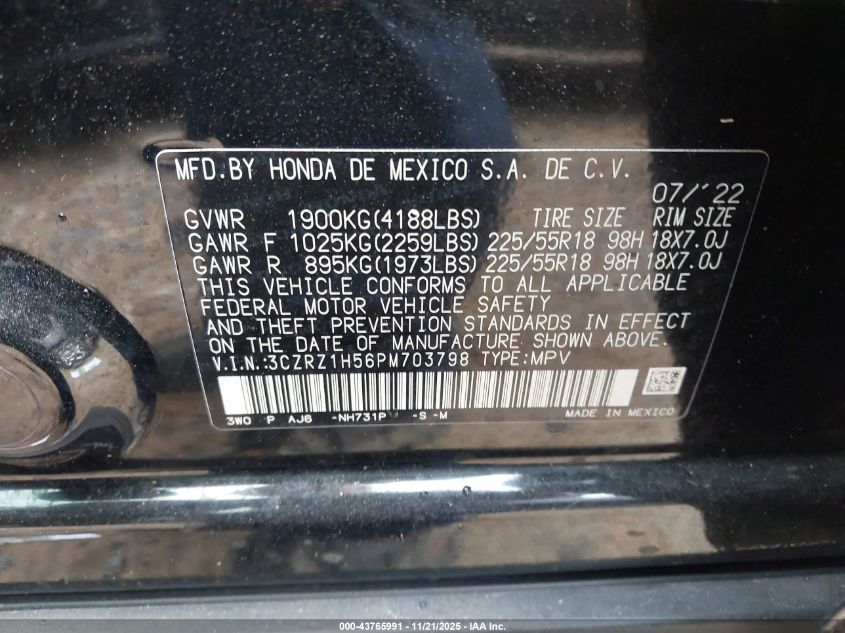 MFD.BY HONDA DE MEXICO S.A. DE C.V.
07/'22
GVWR 1900KG(4188LBS) TIRE SIZE RIM SIZE
GAWR F 1025KG(2259LBS) 225/55R18 98H 18X7.0J
GAWR R 895KG(1973LBS) 225/55R18 98H 18X7.0J
THIS VEHICLE CONFORMS TO ALL APPLICABLE
FEDERAL MOTOR VEHICLE SAFETY
AND THEFT PREVENTION STANDARDS IN EFFECT
ON THE DATE OF MANUFACTURE SHOWN ABOVE.
V.I.N.:3CZRZ1H56PM703798 TYPE:MPV
3W0 P AJ6 -NH731P -S-M MADE IN MEXICO
000-43765991 - 11/21/2025 - IAA Inc.